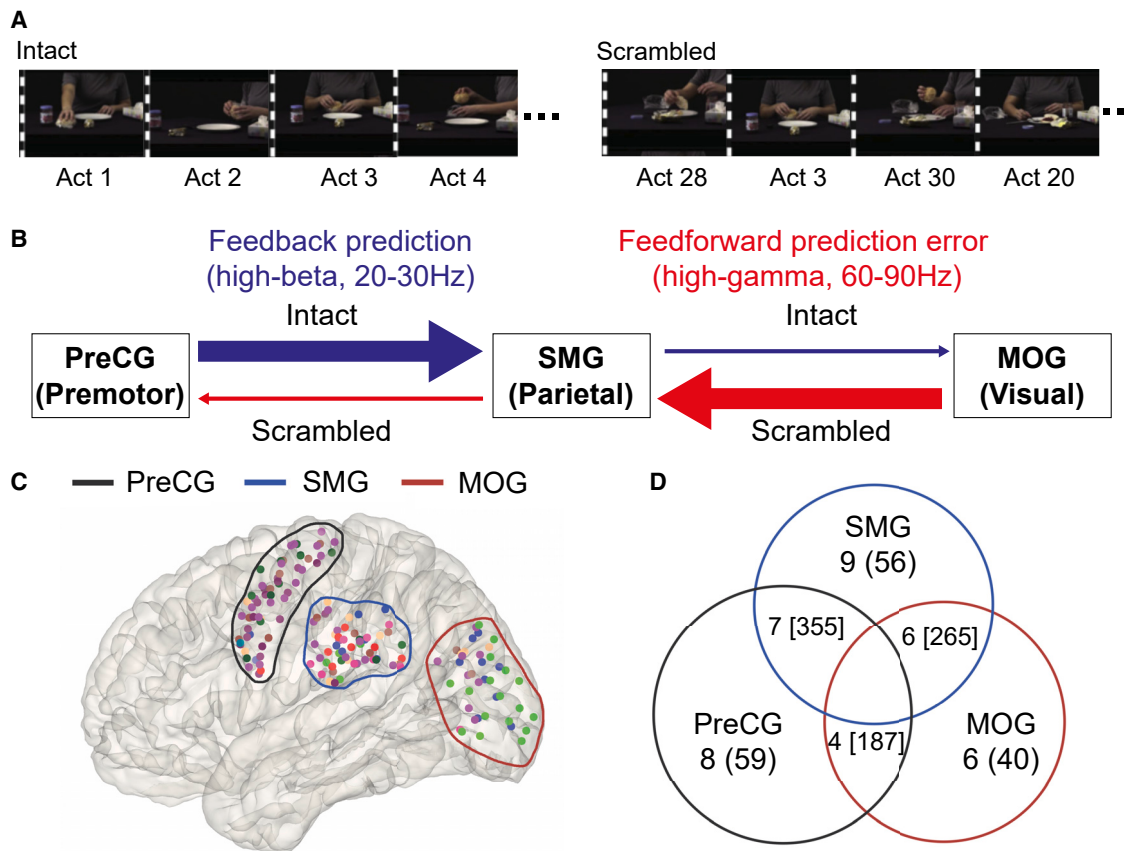 A
Intact
Scrambled
Act 1
Act 2
Act 3
Act 4
Act 28
Act 3
Act 30
Act 20
B
Feedback prediction
(high-beta, 20-30Hz)
Feedforward prediction error
(high-gamma, 60-90Hz)
Intact
Intact
PreCG
(Premotor)
SMG
(Parietal)
MOG
(Visual)
Scrambled
Scrambled
C
PreCG
SMG
MOG
D
SMG
9 (56)
7 [355]
6 [265]
PreCG
8 (59)
4 [187]
MOG
6 (40)